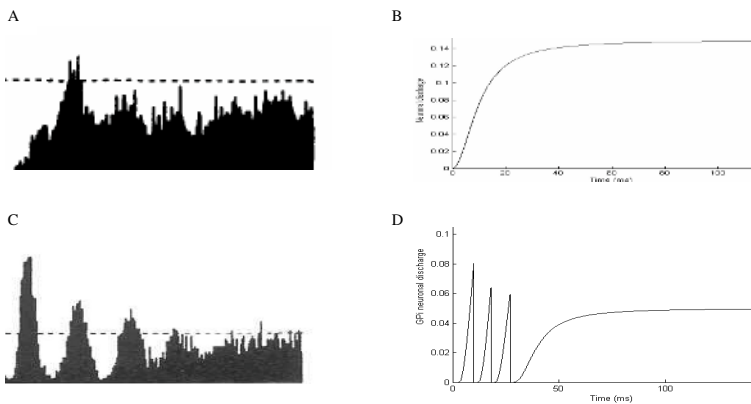 A
B
0.14
0.12
0.1
0.08
0.06
0.04
0.02
0
Neuronal Discharge
0 20 40 60 80 100
Time (ms)
C
D
0.1
0.08
0.06
0.04
0.02
0
GPi neuronal discharge
0 50 100
Time (ms)